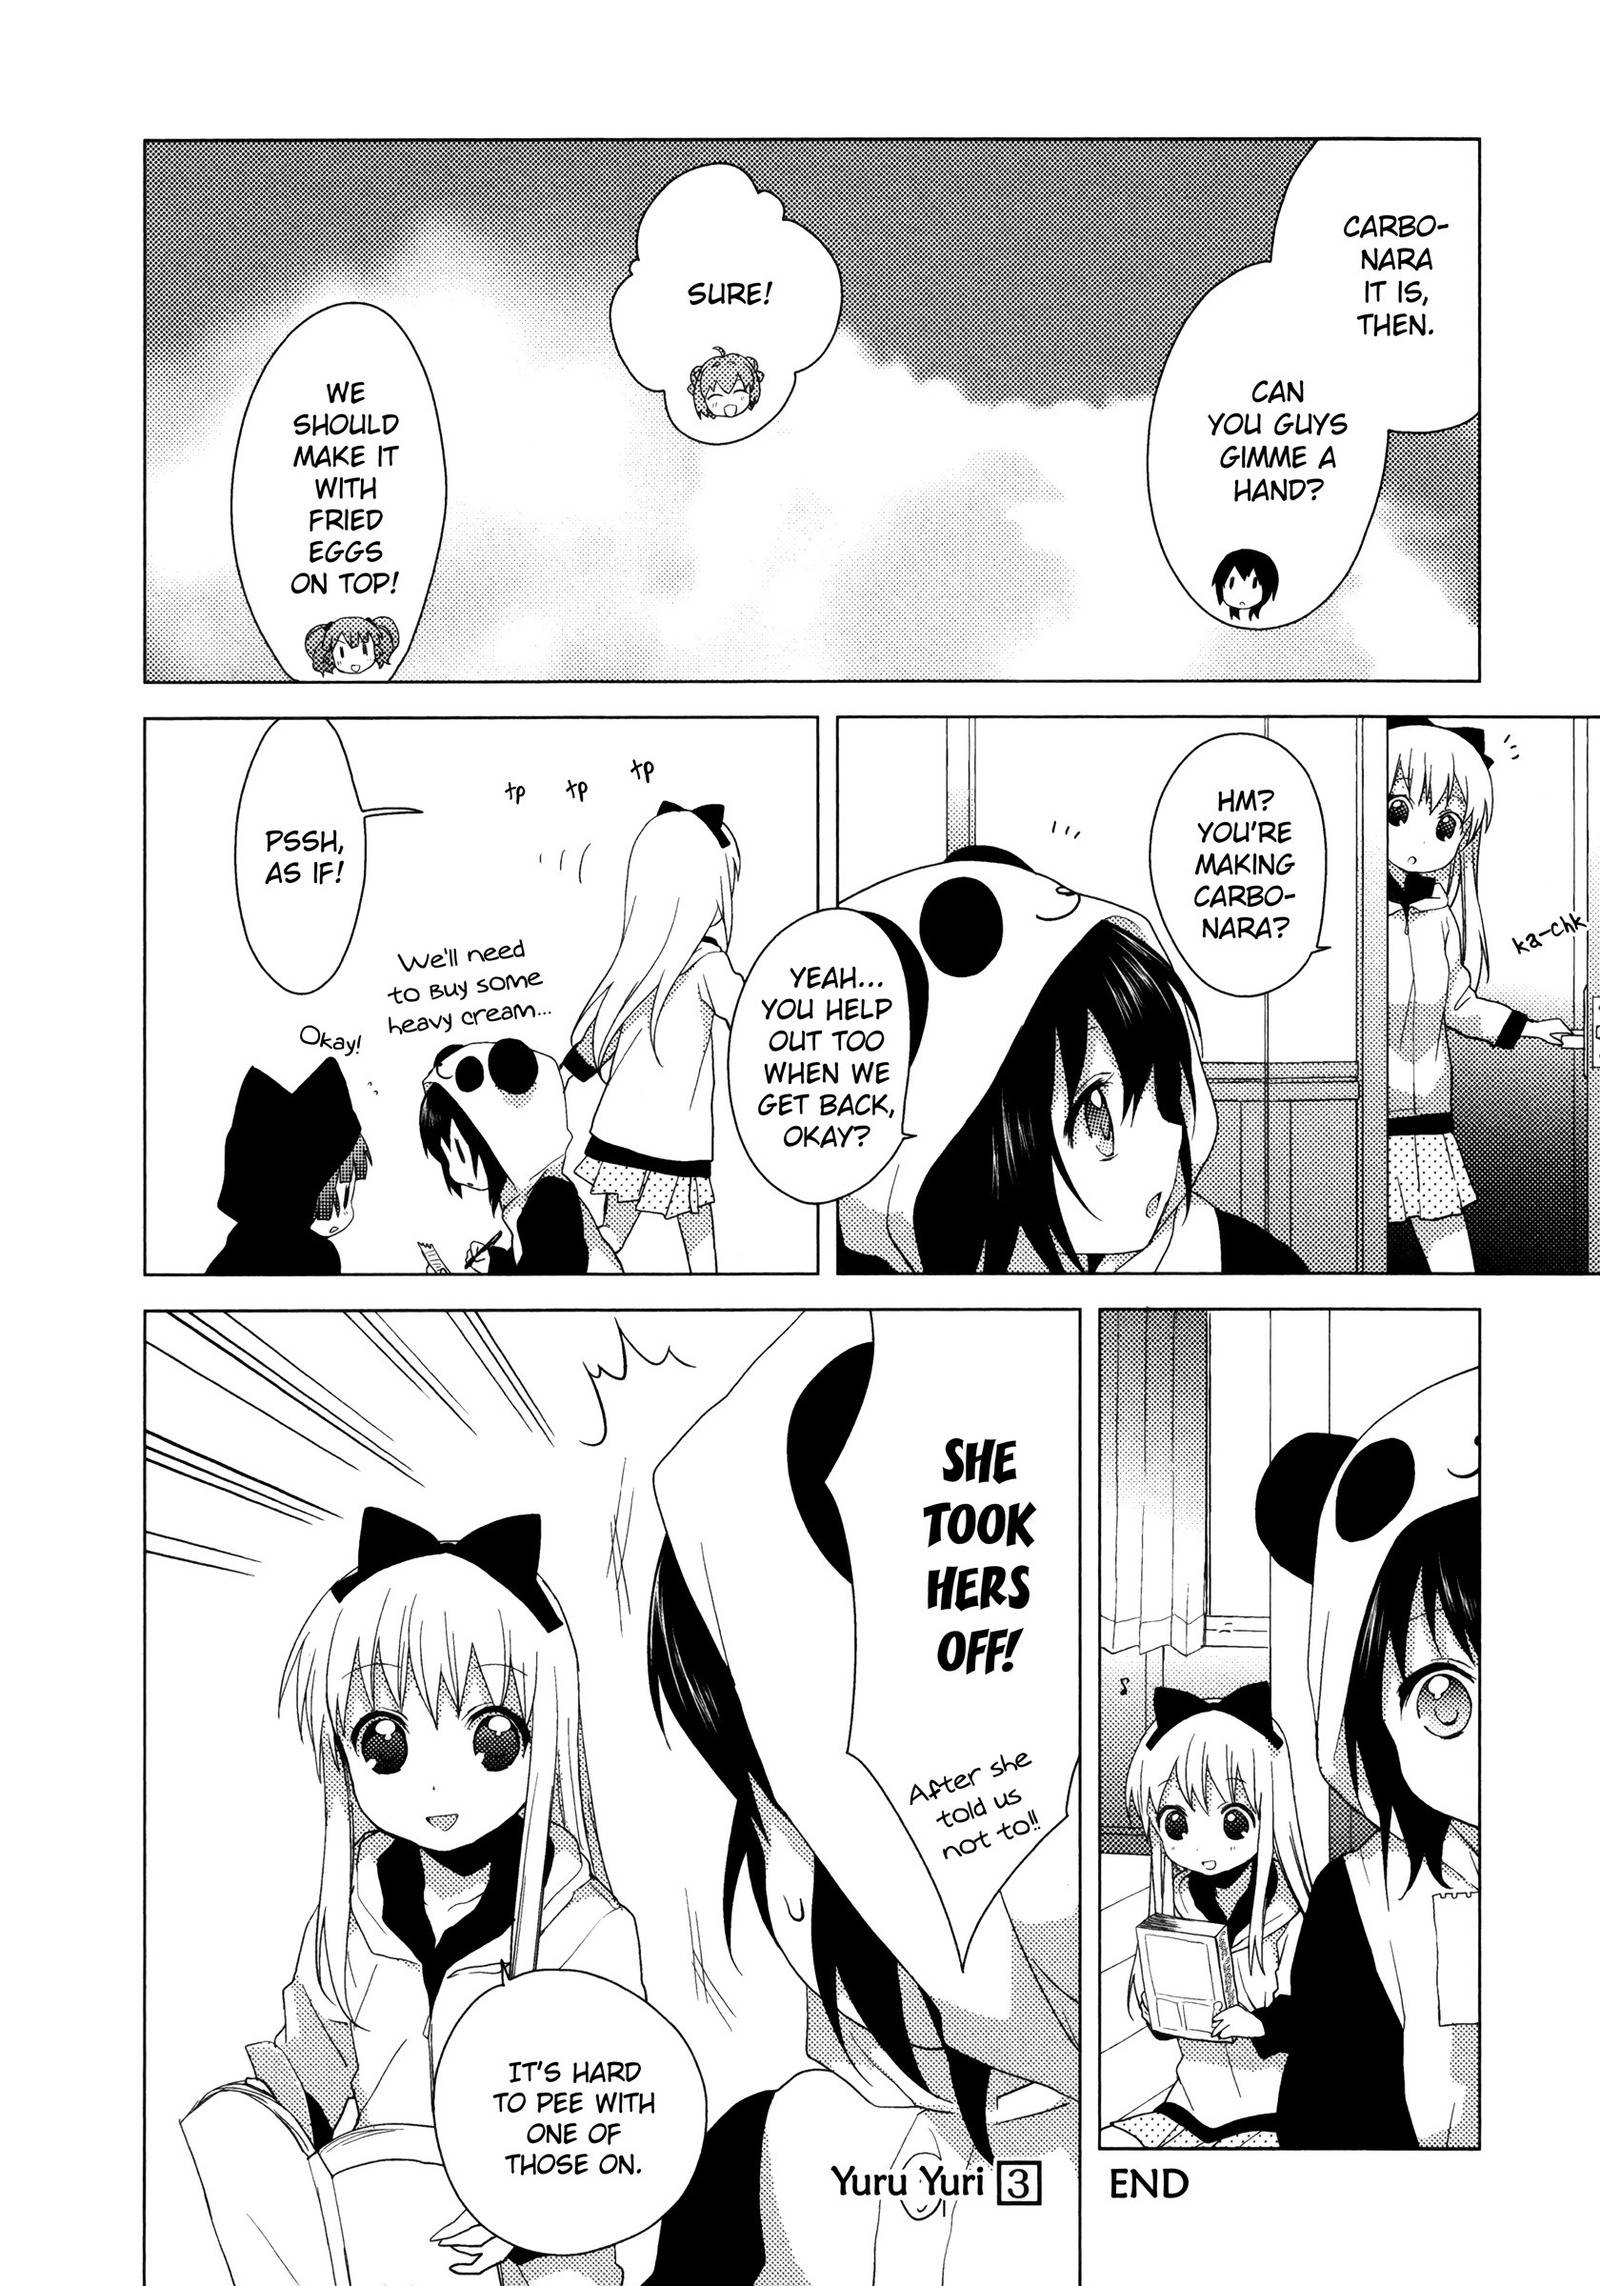 CARBO-
NARA
IT IS,
THEN.
CAN
YOU GUYS
GIMME A
HAND?
SURE!
WE
SHOULD
MAKE IT
WITH
FRIED
EGGS
ON TOP!
ka-chk
HM?
YOU'RE
MAKING
CARBO-
NARA?
YEAH...
YOU HELP
OUT TOO
WHEN WE
GET BACK,
OKAY?
tp
tp
tp
PSSH,
AS IF!
We'll need
to buy some
heavy cream...
Okay!
SHE
TOOK
HERS
OFF!
After she
told us
not to!!
IT'S HARD
TO PEE WITH
ONE OF
THOSE ON.
Yuru Yuri 3 END